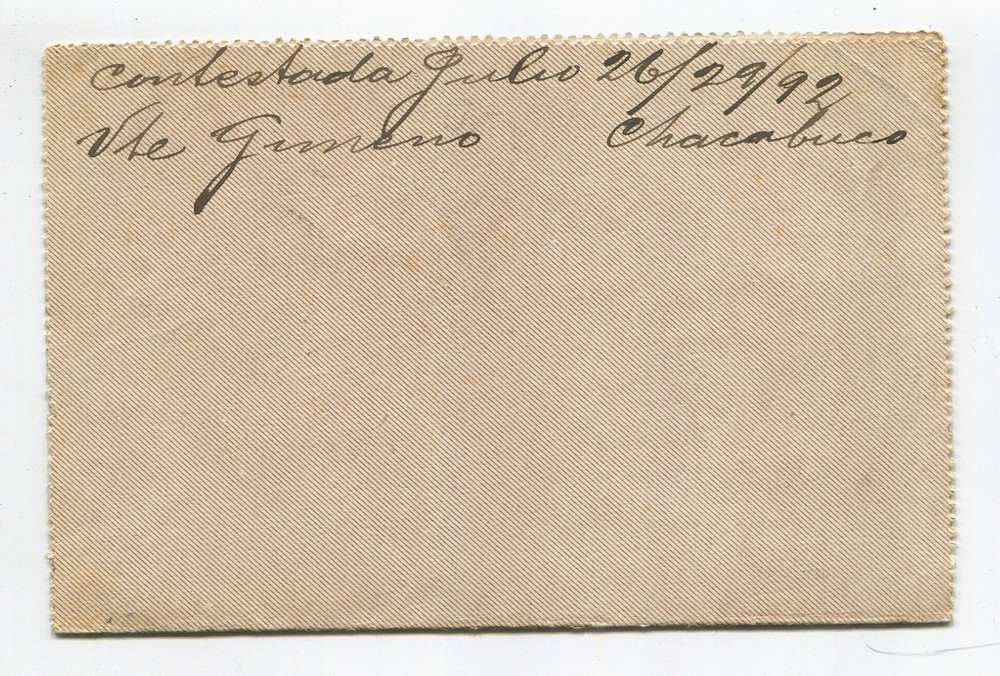 contestada Julio 26/29/92
Vte Gimeno Chacabuco